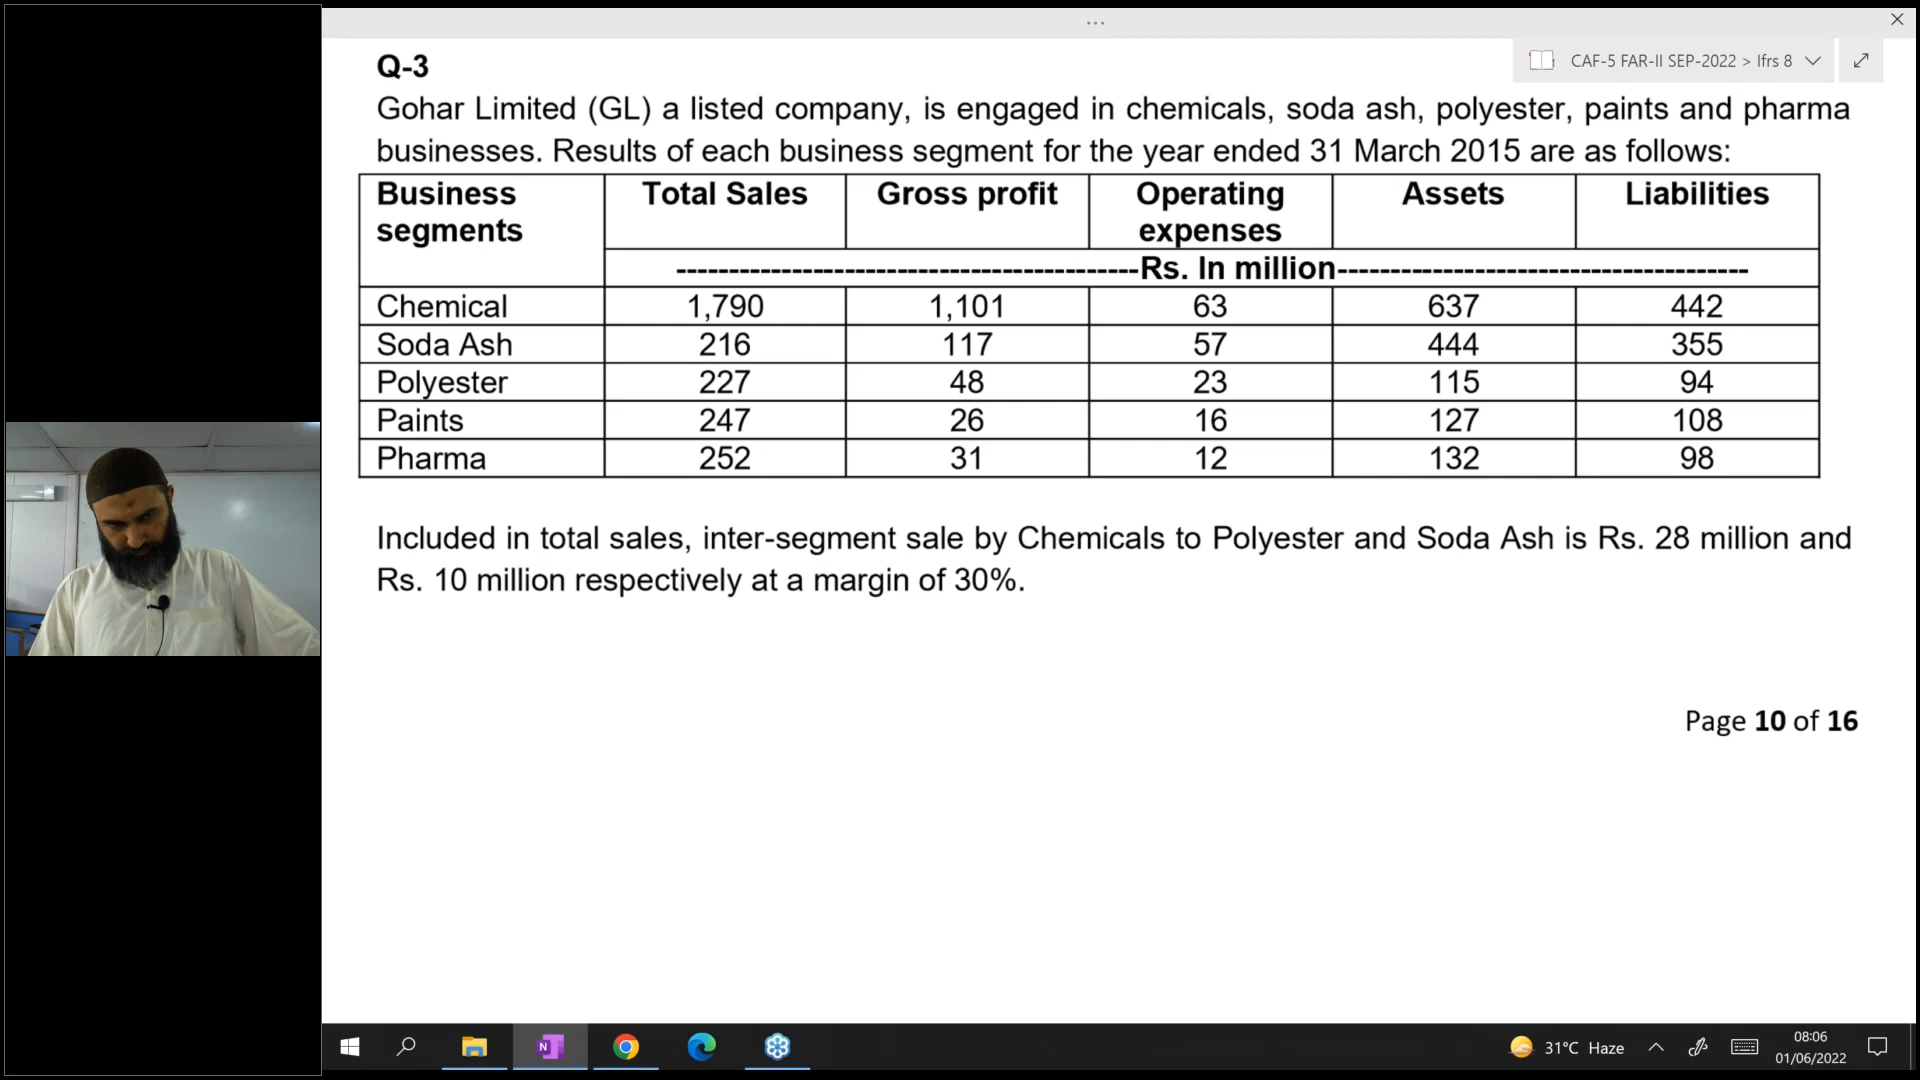 CAF-5 FAR-II SEP-2022 > Ifrs 8
Q-3
Gohar Limited (GL) a listed company, is engaged in chemicals, soda ash, polyester, paints and pharma
businesses. Results of each business segment for the year ended 31 March 2015 are as follows:
Business segments Total Sales Gross profit Operating expenses Assets Liabilities
--------------------------------------------Rs. In million---------------------------------------
Chemical 1,790 1,101 63 637 442
Soda Ash 216 117 57 444 355
Polyester 227 48 23 115 94
Paints 247 26 16 127 108
Pharma 252 31 12 132 98
Included in total sales, inter-segment sale by Chemicals to Polyester and Soda Ash is Rs. 28 million and
Rs. 10 million respectively at a margin of 30%.
Page 10 of 16
N
31°C Haze
08:06
01/06/2022